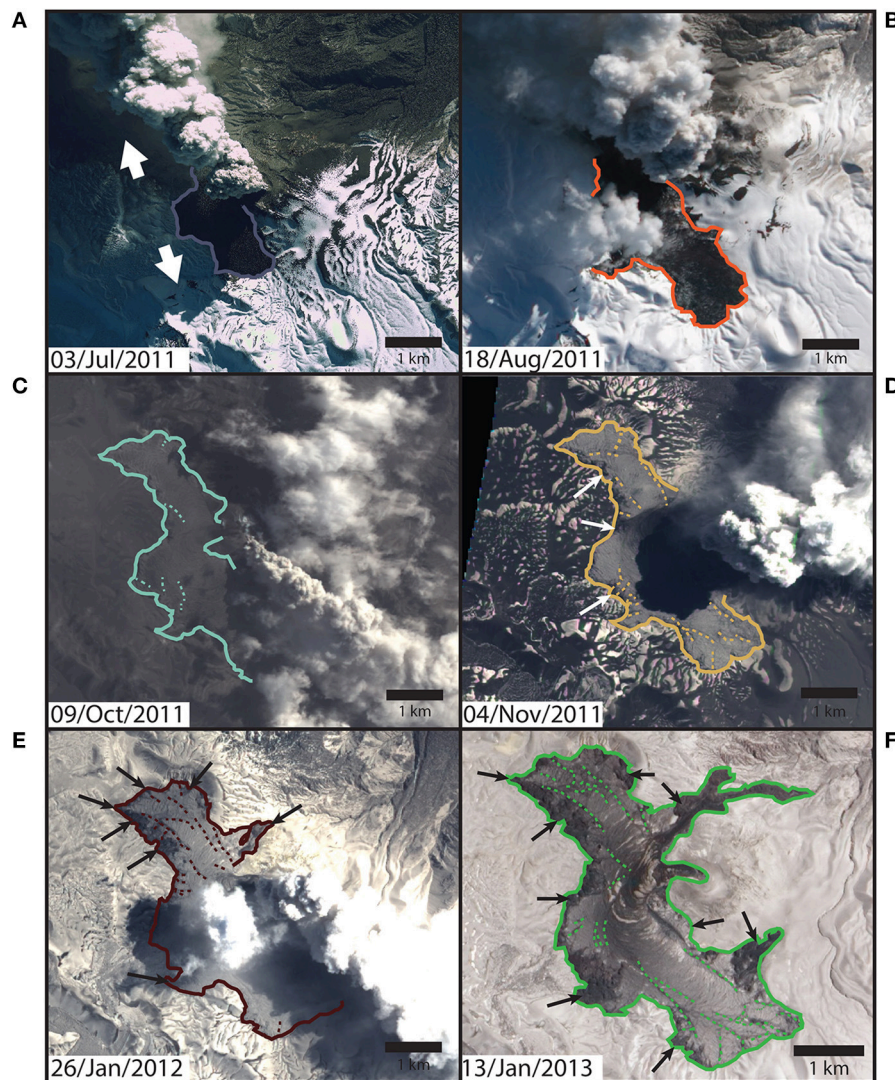 A
B
1 km
03/Jul/2011
1 km
18/Aug/2011
C
D
1 km
09/Oct/2011
1 km
04/Nov/2011
E
F
1 km
26/Jan/2012
1 km
13/Jan/2013